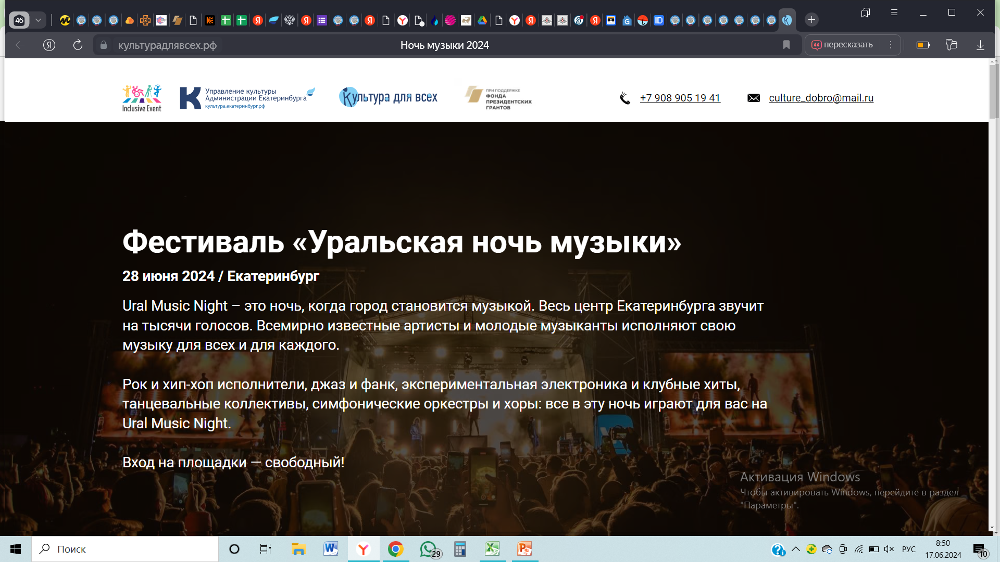 46
культурадлявсех.рф
Ночь музыки 2024
пересказать
Inclusive Event
Управление культуры
Администрации Екатеринбурга
культура.екатеринбург.рф
Культура для всех
ПРИ ПОДДЕРЖКЕ
ФОНДА
ПРЕЗИДЕНТСКИХ
ГРАНТОВ
+7 908 905 19 41
culture_dobro@mail.ru
Фестиваль «Уральская ночь музыки»
28 июня 2024 / Екатеринбург
Ural Music Night – это ночь, когда город становится музыкой. Весь центр Екатеринбурга звучит
на тысячи голосов. Всемирно известные артисты и молодые музыканты исполняют свою
музыку для всех и для каждого.
Рок и хип-хоп исполнители, джаз и фанк, экспериментальная электроника и клубные хиты,
танцевальные коллективы, симфонические оркестры и хоры: все в эту ночь играют для вас на
Ural Music Night.
Вход на площадки — свободный!
Активация Windows
Чтобы активировать Windows, перейдите в раздел
"Параметры".
Поиск
29
РУС
8:50
17.06.2024
10